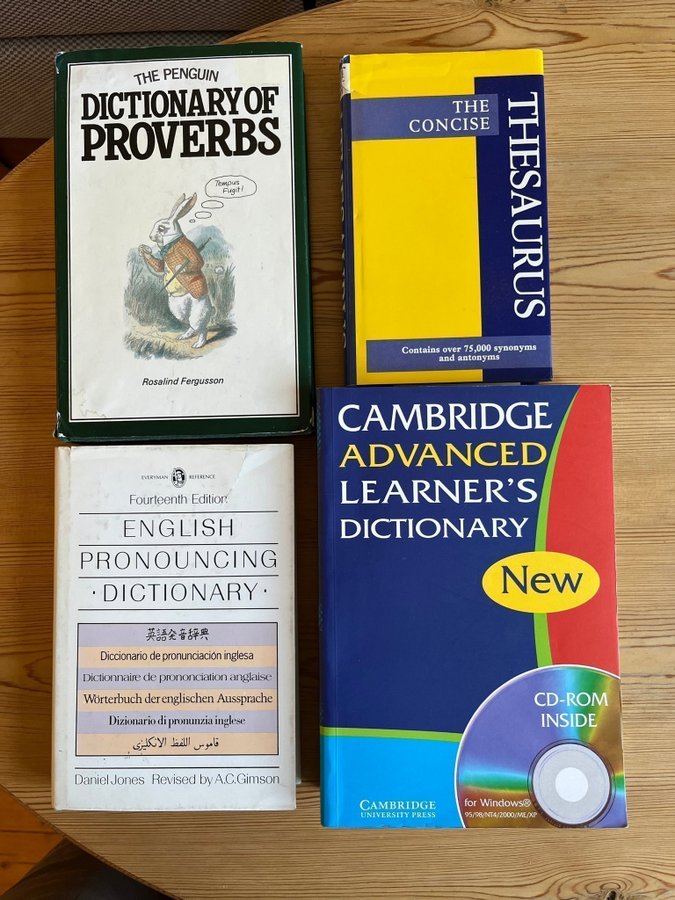 THE PENGUIN
DICTIONARY OF
PROVERBS
Tempus
Fugit!
Rosalind Fergusson
THE
CONCISE
THESAURUS
Contains over 75,000 synonyms
and antonyms
EVERYMAN REFERENCE
Fourteenth Edition
ENGLISH
PRONOUNCING
· DICTIONARY ·
英語発音辞典
Diccionario de pronunciación inglesa
Dictionnaire de prononciation anglaise
Wörterbuch der englischen Aussprache
Dizionario di pronunzia inglese
قاموس اللفظ الانكليزي
Daniel Jones Revised by A.C.Gimson
CAMBRIDGE
ADVANCED
LEARNER'S
DICTIONARY
New
CD-ROM
INSIDE
for Windows®
95/98/NT4/2000/ME/XP
CAMBRIDGE
UNIVERSITY PRESS